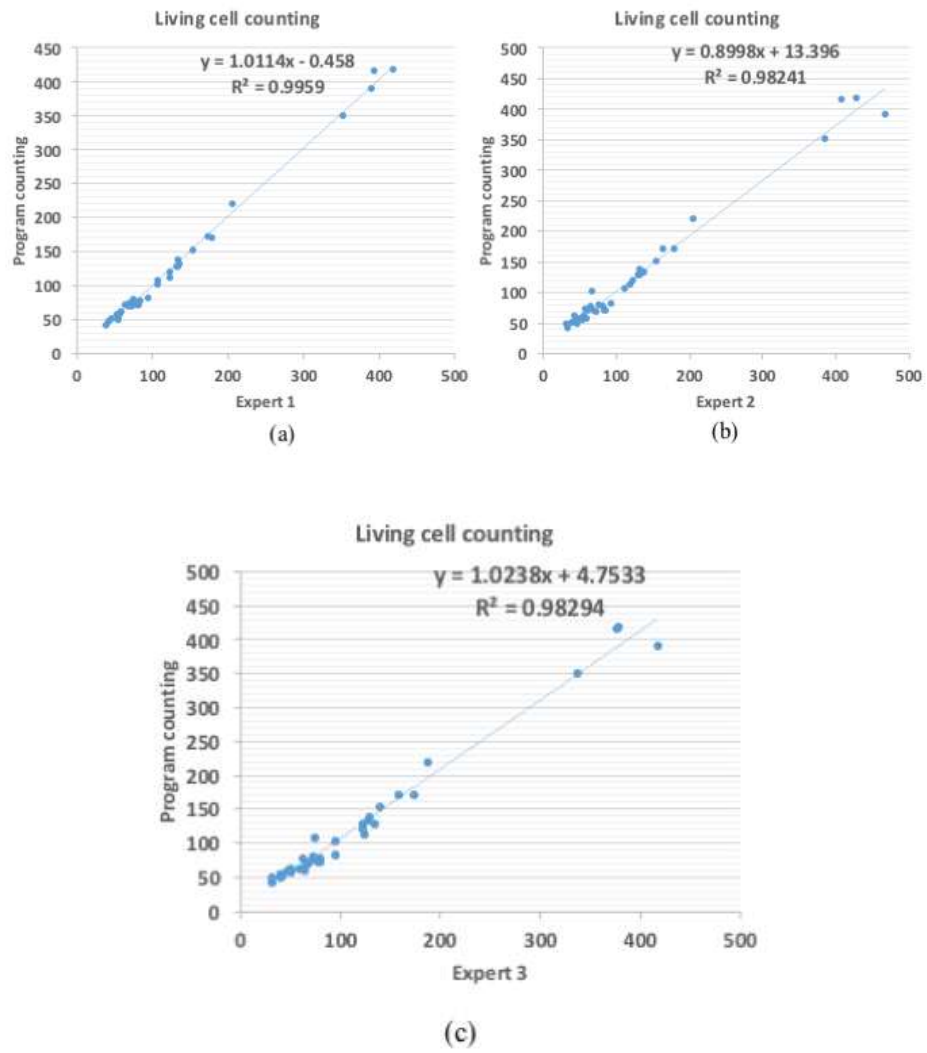 Living cell counting
y = 1.0114x - 0.458
R² = 0.9959
450
400
350
300
250
200
150
100
50
0
Program counting
0 100 200 300 400 500
Expert 1
(a)
Living cell counting
y = 0.8998x + 13.396
R² = 0.98241
500
450
400
350
300
250
200
150
100
50
0
Program counting
0 100 200 300 400 500
Expert 2
(b)
Living cell counting
y = 1.0238x + 4.7533
R² = 0.98294
500
450
400
350
300
250
200
150
100
50
0
Program counting
0 100 200 300 400 500
Expert 3
(c)